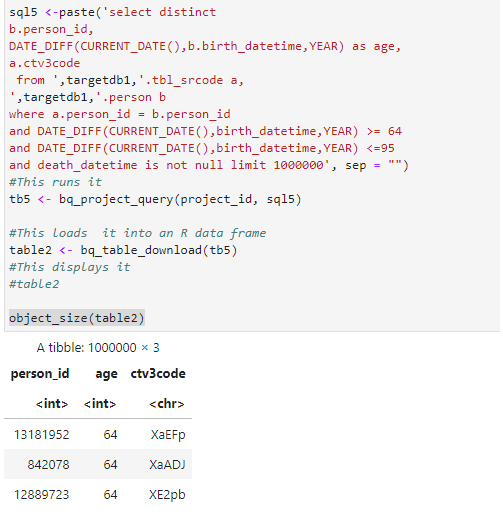 sql5 <-paste('select distinct
b.person_id,
DATE_DIFF(CURRENT_DATE(),b.birth_datetime,YEAR) as age,
a.ctv3code
from ',targetdb1,'.tbl_srcode a,
',targetdb1,'.person b
where a.person_id = b.person_id
and DATE_DIFF(CURRENT_DATE(),birth_datetime,YEAR) >= 64
and DATE_DIFF(CURRENT_DATE(),birth_datetime,YEAR) <=95
and death_datetime is not null limit 1000000', sep = "")
#This runs it
tb5 <- bq_project_query(project_id, sql5)
#This loads  it into an R data frame
table2 <- bq_table_download(tb5)
#This displays it
#table2
object_size(table2)
A tibble: 1000000 × 3
person_id age ctv3code
<int> <int> <chr>
13181952 64 XaEFp
842078 64 XaADJ
12889723 64 XE2pb